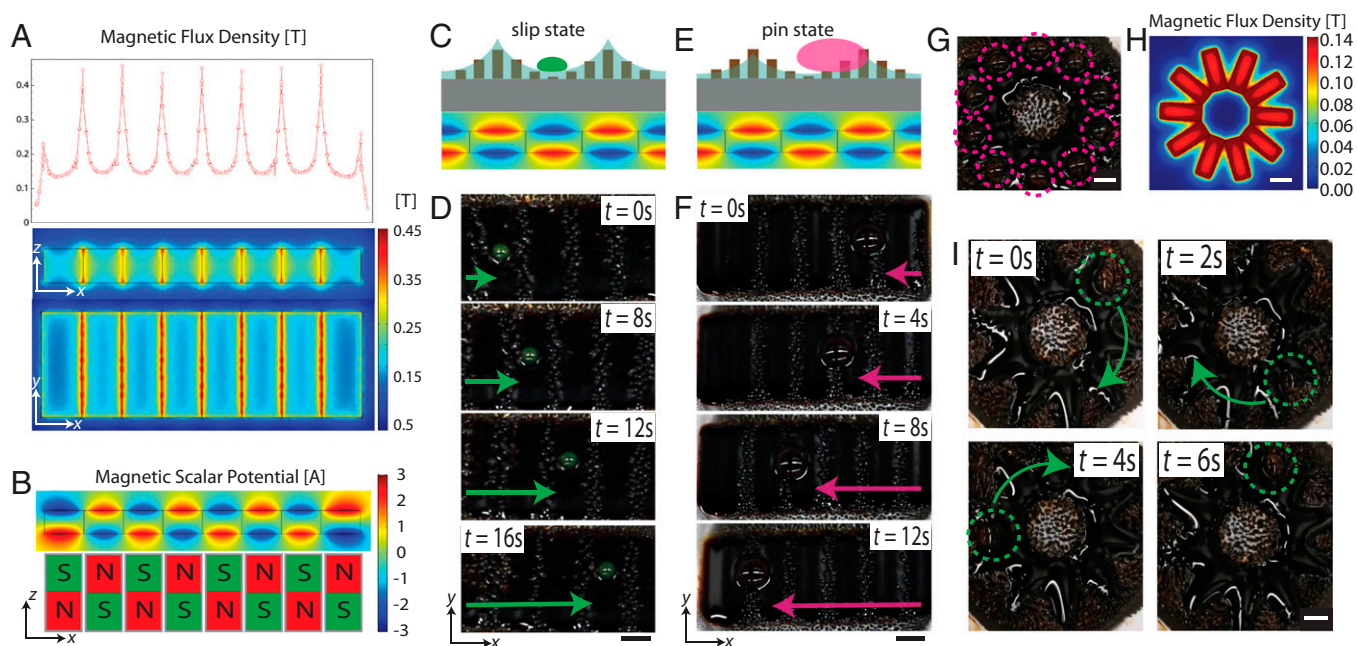 A
Magnetic Flux Density [T]
0.4
0.3
0.2
0.1
0
[T]
0.45
0.35
0.25
0.15
0.5
z
x
y
x
B
Magnetic Scalar Potential [A]
3
2
1
0
-1
-2
-3
S N S N S N S N
N S N S N S N S
z
x
C
slip state
D
t = 0s
t = 8s
t = 12s
t = 16s
y
x
E
pin state
F
t = 0s
t = 4s
t = 8s
t = 12s
y
x
G
H
Magnetic Flux Density [T]
0.14
0.12
0.10
0.08
0.06
0.04
0.02
0.00
I
t = 0s
t = 2s
t = 4s
t = 6s